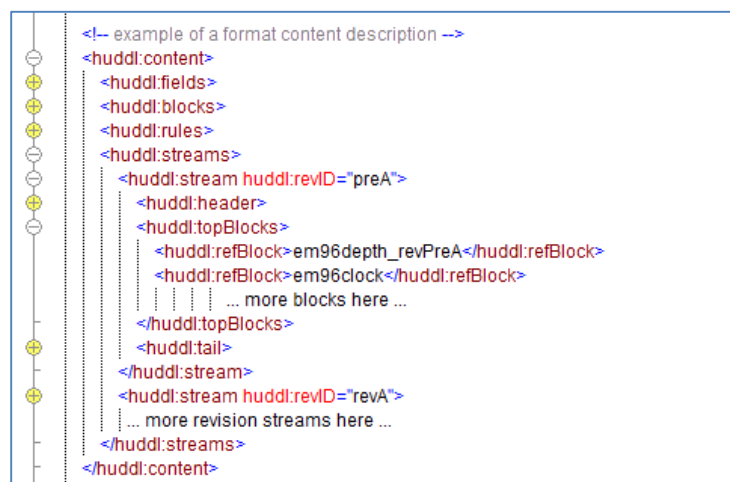 <!-- example of a format content description -->
<huddl:content>
<huddl:fields>
<huddl:blocks>
<huddl:rules>
<huddl:streams>
<huddl:stream huddl:revID="preA">
<huddl:header>
<huddl:topBlocks>
<huddl:refBlock>em96depth_revPreA</huddl:refBlock>
<huddl:refBlock>em96clock</huddl:refBlock>
... more blocks here ...
</huddl:topBlocks>
<huddl:tail>
</huddl:stream>
<huddl:stream huddl:revID="revA">
... more revision streams here ...
</huddl:streams>
</huddl:content>